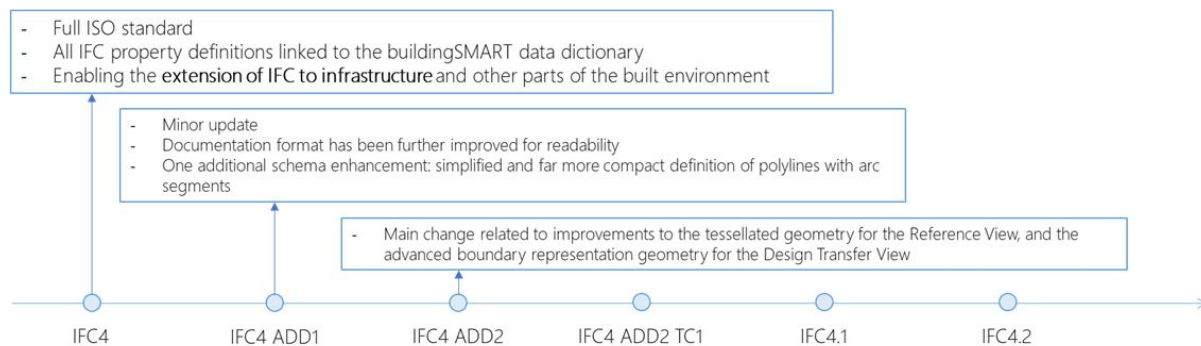 - Full ISO standard
- All IFC property definitions linked to the buildingSMART data dictionary
- Enabling the extension of IFC to infrastructure and other parts of the built environment
- Minor update
- Documentation format has been further improved for readability
- One additional schema enhancement: simplified and far more compact definition of polylines with arc
segments
- Main change related to improvements to the tessellated geometry for the Reference View, and the
advanced boundary representation geometry for the Design Transfer View
IFC4 IFC4 ADD1 IFC4 ADD2 IFC4 ADD2 TC1 IFC4.1 IFC4.2